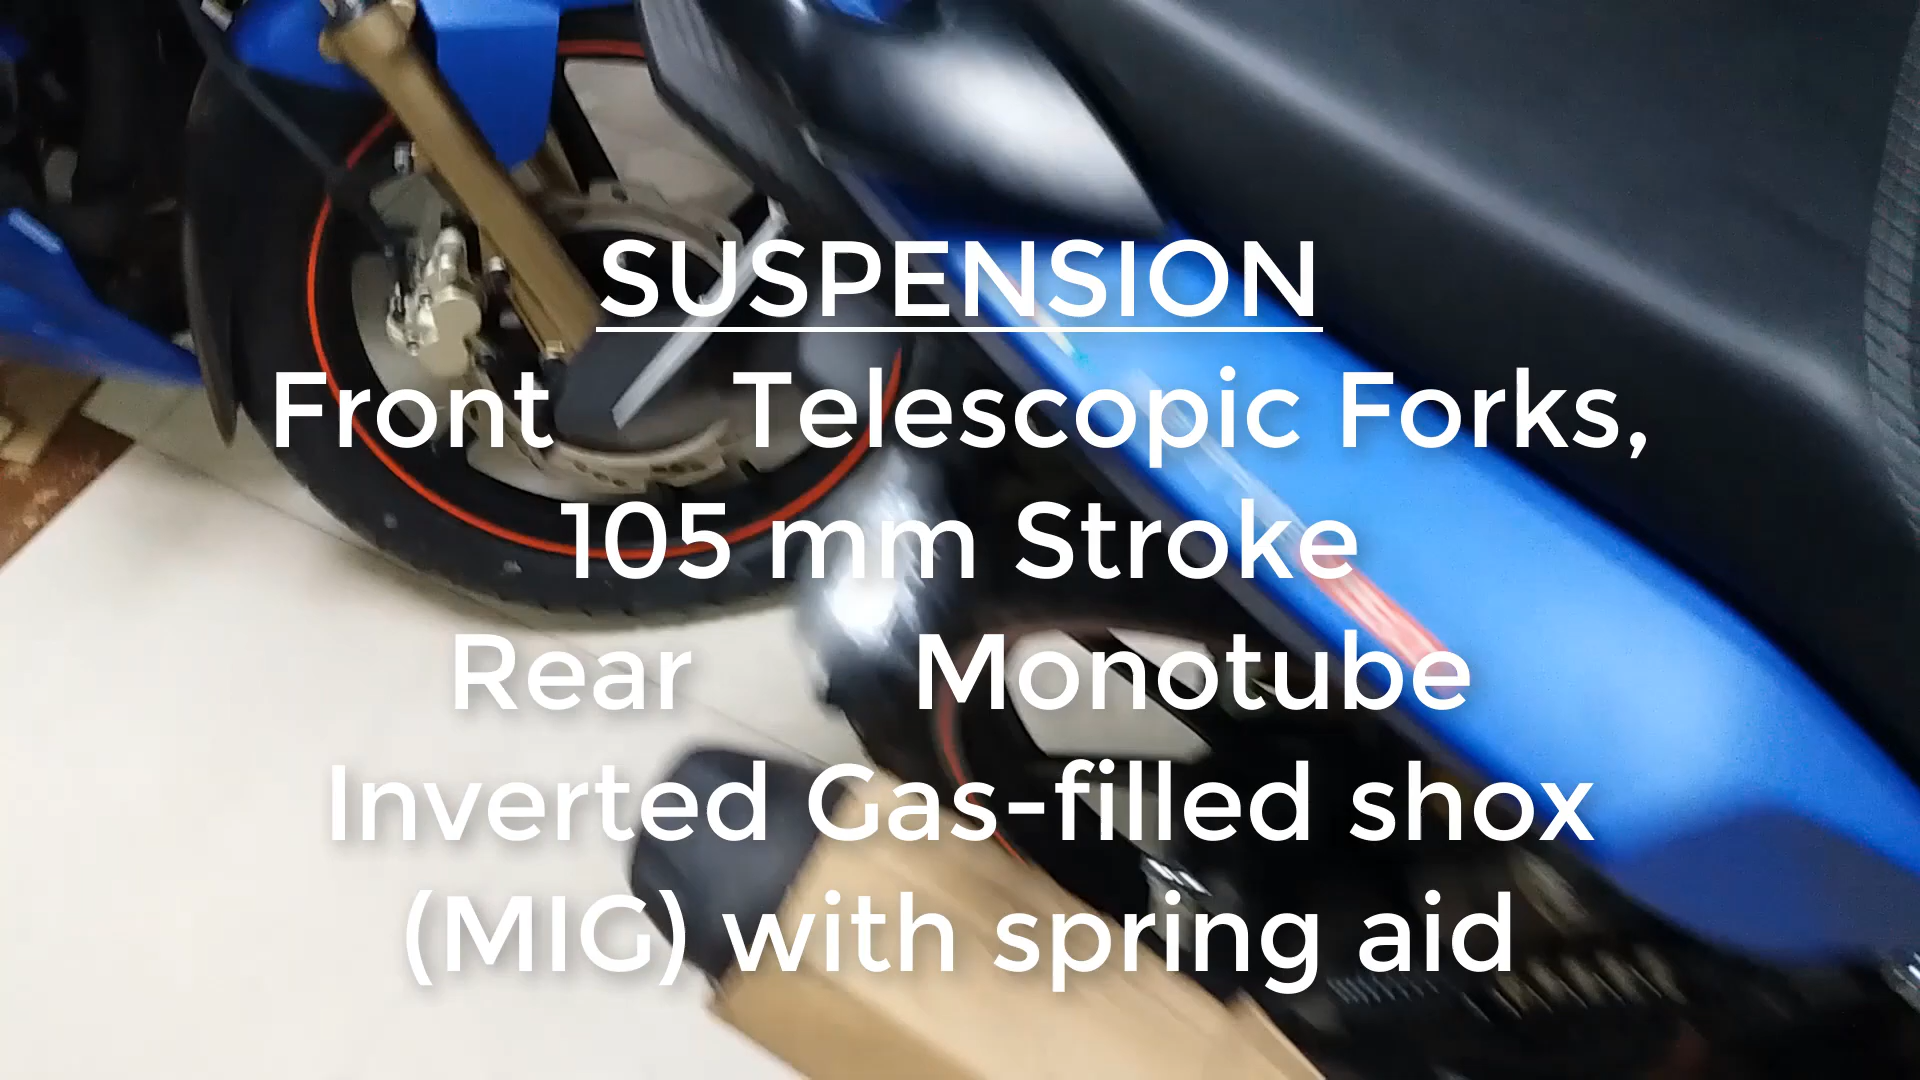 SUSPENSION
Front Telescopic Forks,
105 mm Stroke
Rear Monotube
Inverted Gas-filled shox
(MIG) with spring aid